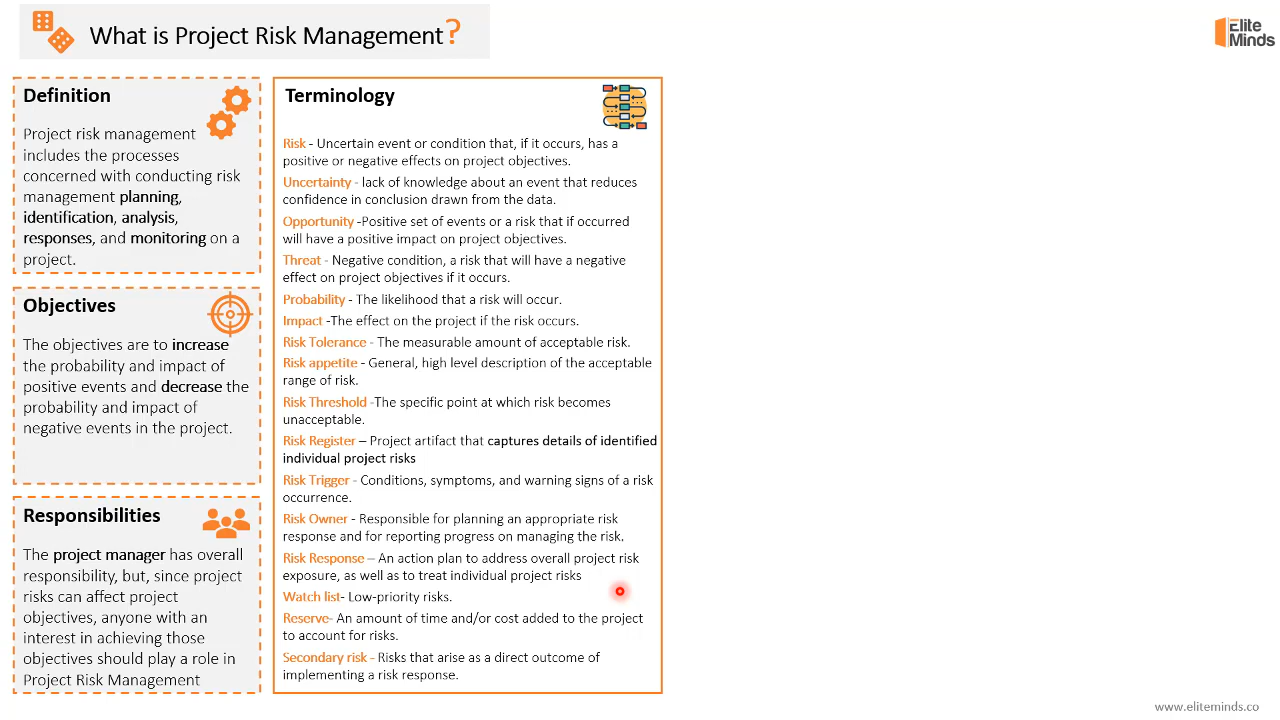 What is Project Risk Management?
Elite
Minds
Definition
Project risk management
includes the processes
concerned with conducting risk
management planning,
identification, analysis,
responses, and monitoring on a
project.
Objectives
The objectives are to increase
the probability and impact of
positive events and decrease the
probability and impact of
negative events in the project.
Responsibilities
The project manager has overall
responsibility, but, since project
risks can affect project
objectives, anyone with an
interest in achieving those
objectives should play a role in
Project Risk Management
Terminology
Risk - Uncertain event or condition that, if it occurs, has a
positive or negative effects on project objectives.
Uncertainty - lack of knowledge about an event that reduces
confidence in conclusion drawn from the data.
Opportunity -Positive set of events or a risk that if occurred
will have a positive impact on project objectives.
Threat - Negative condition, a risk that will have a negative
effect on project objectives if it occurs.
Probability - The likelihood that a risk will occur.
Impact -The effect on the project if the risk occurs.
Risk Tolerance - The measurable amount of acceptable risk.
Risk appetite - General, high level description of the acceptable
range of risk.
Risk Threshold -The specific point at which risk becomes
unacceptable.
Risk Register – Project artifact that captures details of identified
individual project risks
Risk Trigger - Conditions, symptoms, and warning signs of a risk
occurrence.
Risk Owner - Responsible for planning an appropriate risk
response and for reporting progress on managing the risk.
Risk Response – An action plan to address overall project risk
exposure, as well as to treat individual project risks
Watch list- Low-priority risks.
Reserve- An amount of time and/or cost added to the project
to account for risks.
Secondary risk - Risks that arise as a direct outcome of
implementing a risk response.
www.eliteminds.co